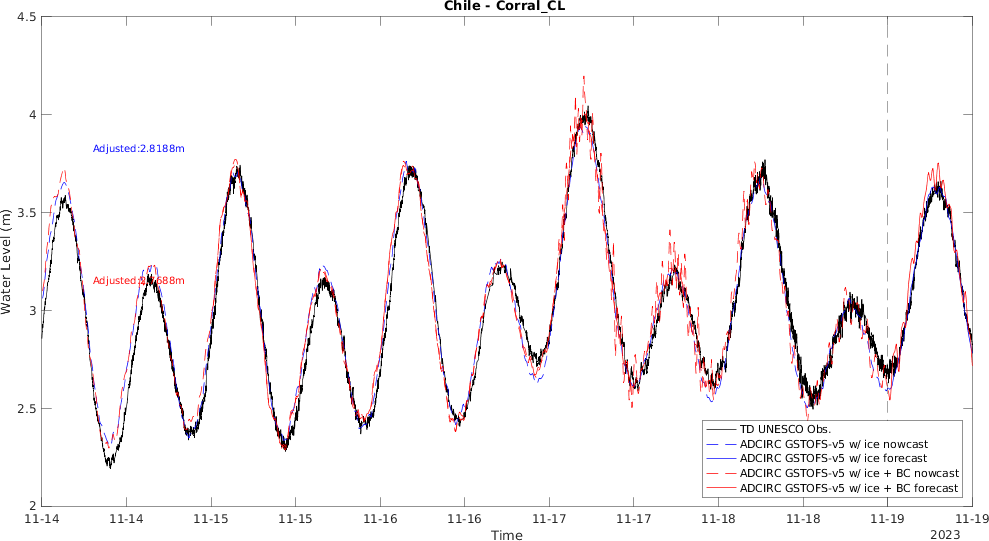 Chile - Corral_CL
4.5
4
3.5
3
2.5
2
Water Level (m)
Adjusted:2.8188m
TD UNESCO Obs.
ADCIRC GSTOFS-v5 w/ ice nowcast
ADCIRC GSTOFS-v5 w/ ice forecast
ADCIRC GSTOFS-v5 w/ ice + BC nowcast
ADCIRC GSTOFS-v5 w/ ice + BC forecast
11-14 11-14 11-15 11-15 11-16 11-16 11-17 11-17 11-18 11-18 11-19 11-19
Time
2023